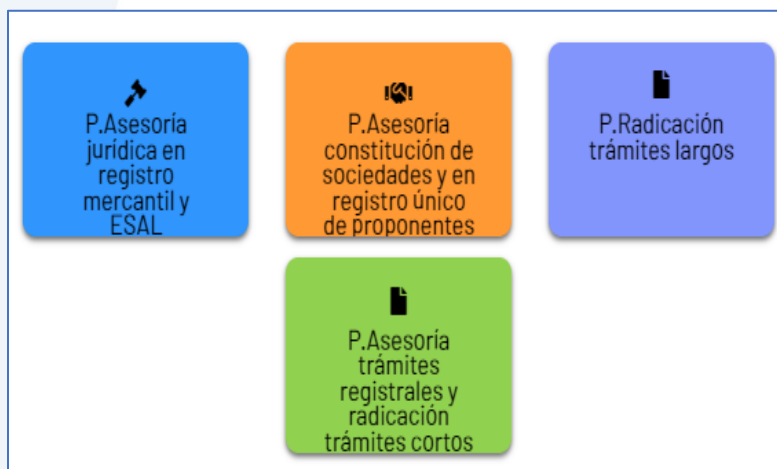 P.Asesoría
jurídica en
registro
mercantil y
ESAL
P.Asesoría
constitución de
sociedades y en
registro único
de proponentes
P.Radicación
trámites largos
P.Asesoría
trámites
registrales y
radicación
trámites cortos